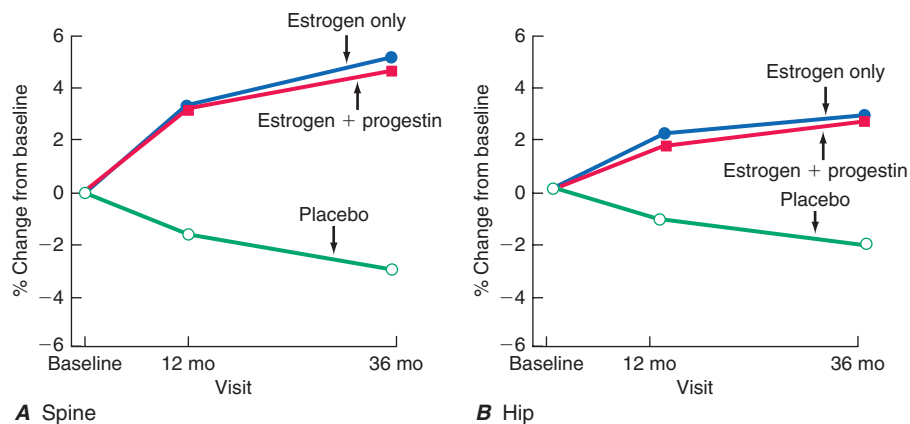 Estrogen only
6
4
2
0
−2
−4
−6
% Change from baseline
Estrogen + progestin
Placebo
Baseline
12 mo
36 mo
Visit
A Spine
6
4
2
0
−2
−4
−6
% Change from baseline
Estrogen only
Estrogen + progestin
Placebo
Baseline
12 mo
36 mo
Visit
B Hip